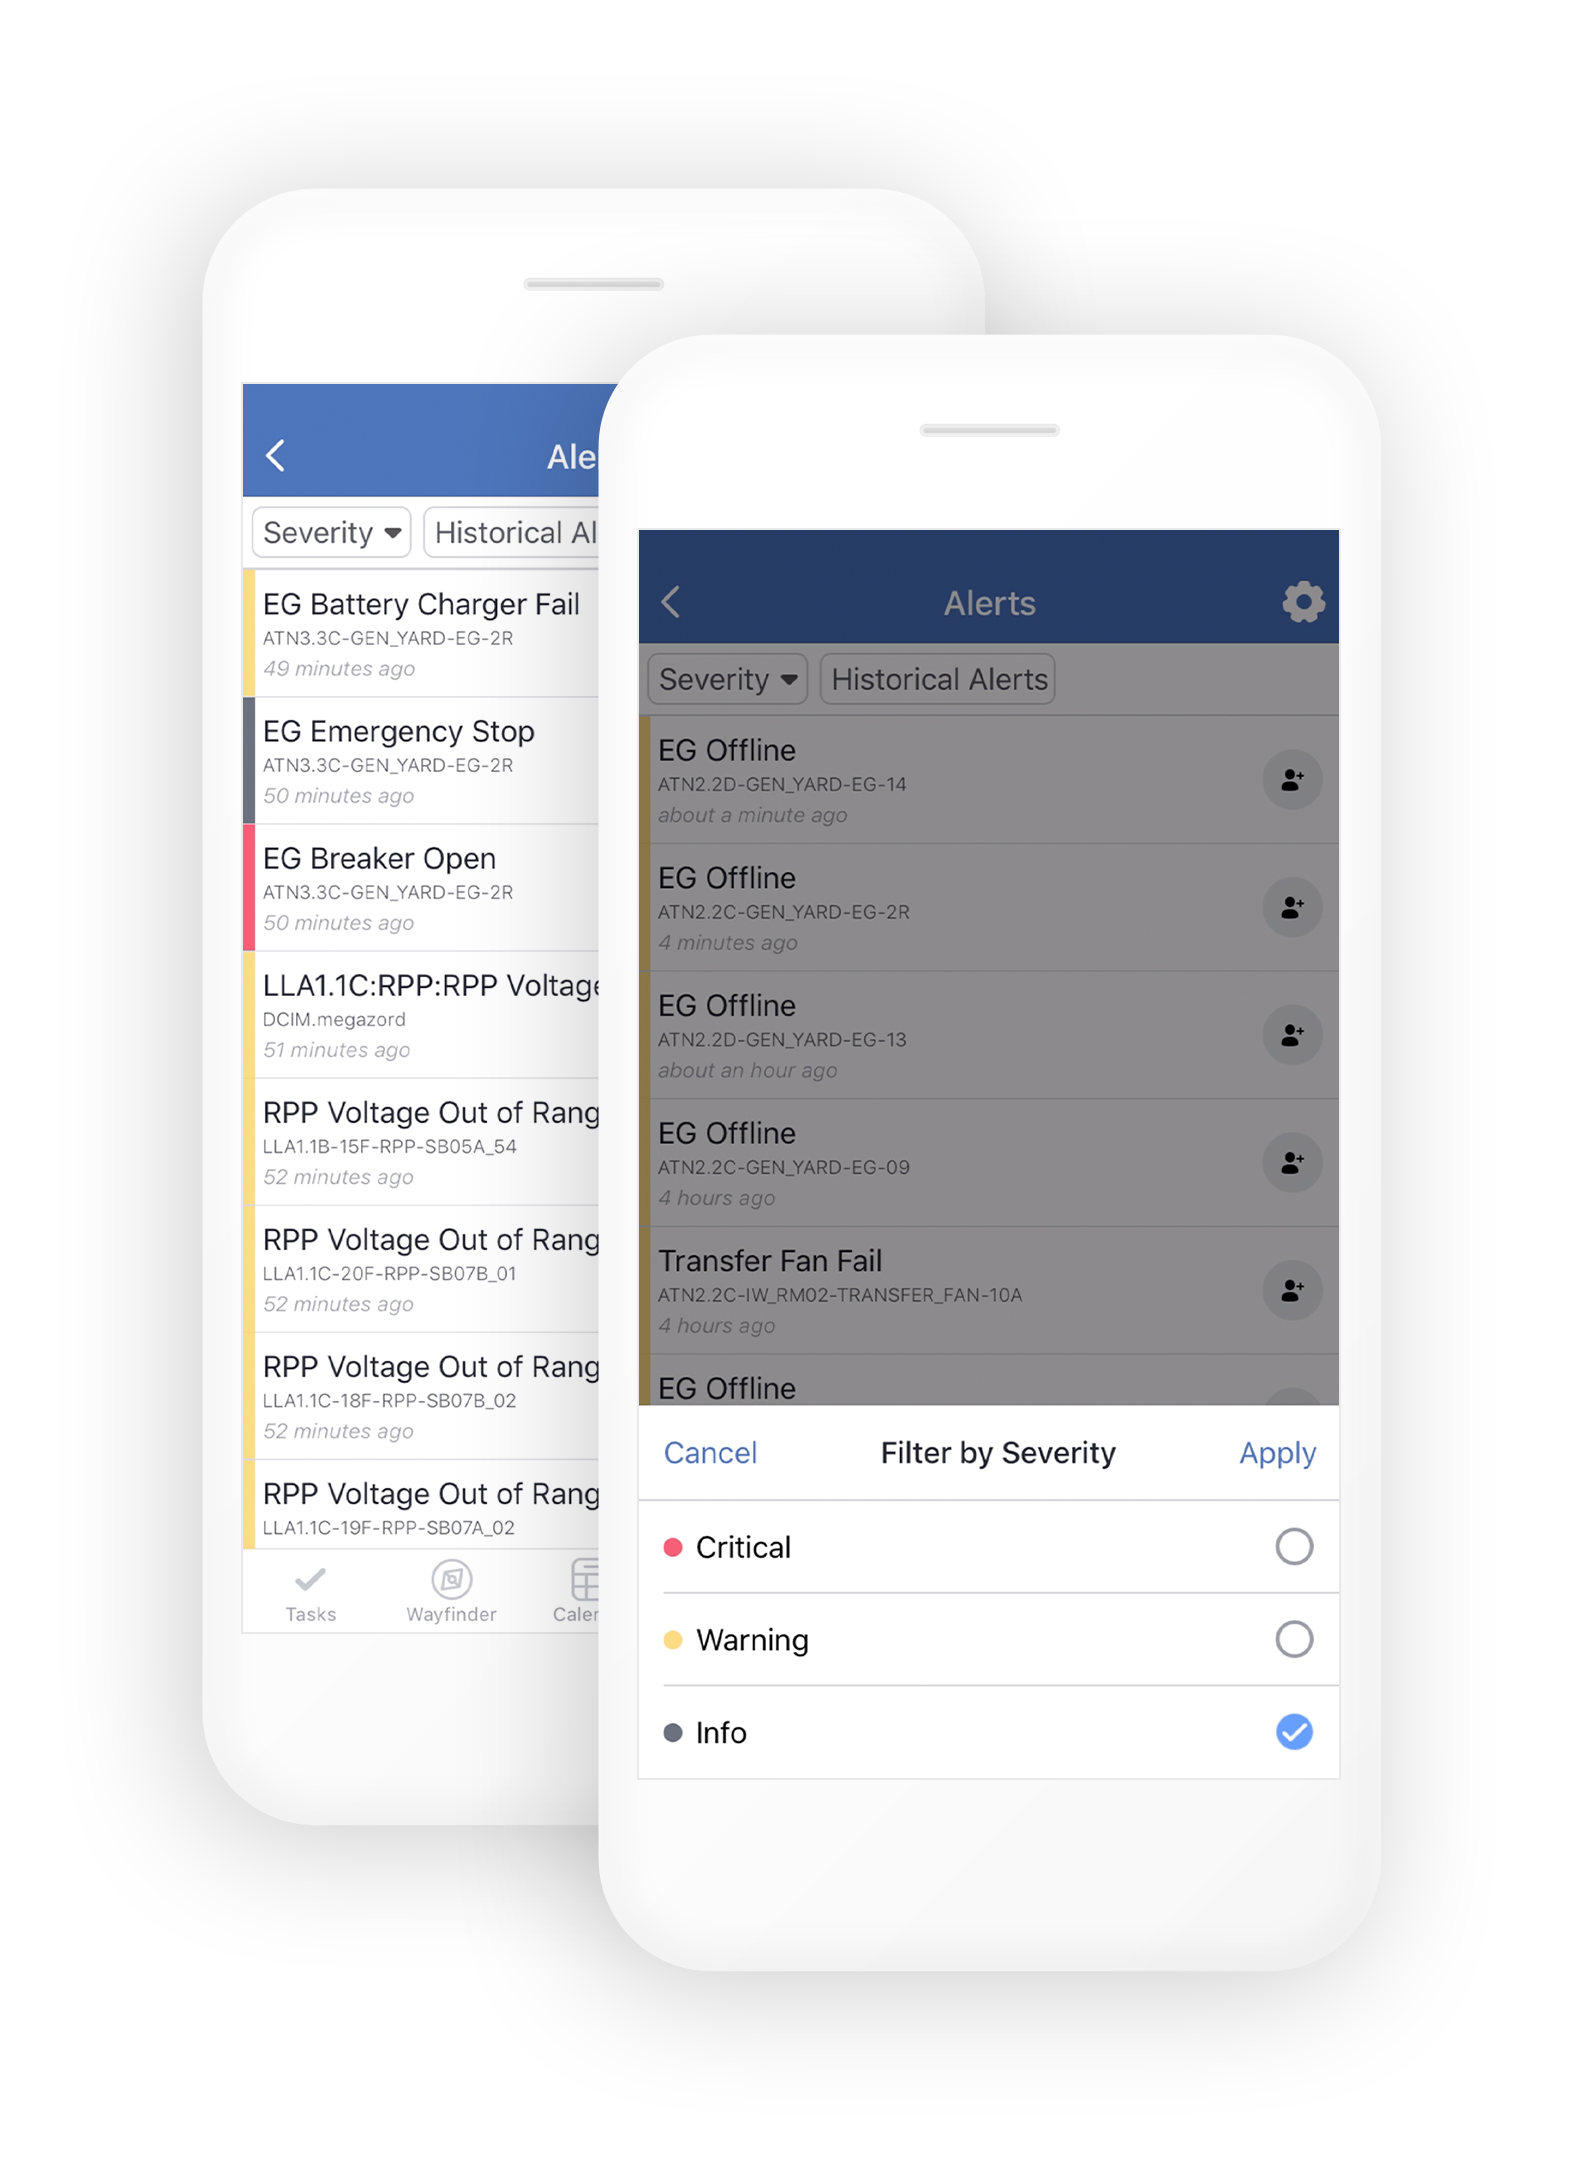 Ale
Severity
Historical Al
EG Battery Charger Fail
ATN3.3C-GEN_YARD-EG-2R
49 minutes ago
EG Emergency Stop
ATN3.3C-GEN_YARD-EG-2R
50 minutes ago
EG Breaker Open
ATN3.3C-GEN_YARD-EG-2R
50 minutes ago
LLA1.1C:RPP:RPP Voltage
DCIM.megazord
51 minutes ago
RPP Voltage Out of Rang
LLA1.1B-15F-RPP-SB05A_54
52 minutes ago
RPP Voltage Out of Rang
LLA1.1C-20F-RPP-SB07B_01
52 minutes ago
RPP Voltage Out of Rang
LLA1.1C-18F-RPP-SB07B_02
52 minutes ago
RPP Voltage Out of Rang
LLA1.1C-19F-RPP-SB07A_02
Tasks
Wayfinder
Calen
Alerts
Severity
Historical Alerts
EG Offline
ATN2.2D-GEN_YARD-EG-14
about a minute ago
EG Offline
ATN2.2C-GEN_YARD-EG-2R
4 minutes ago
EG Offline
ATN2.2D-GEN_YARD-EG-13
about an hour ago
EG Offline
ATN2.2C-GEN_YARD-EG-09
4 hours ago
Transfer Fan Fail
ATN2.2C-IW_RM02-TRANSFER_FAN-10A
4 hours ago
EG Offline
Cancel
Filter by Severity
Apply
Critical
Warning
Info